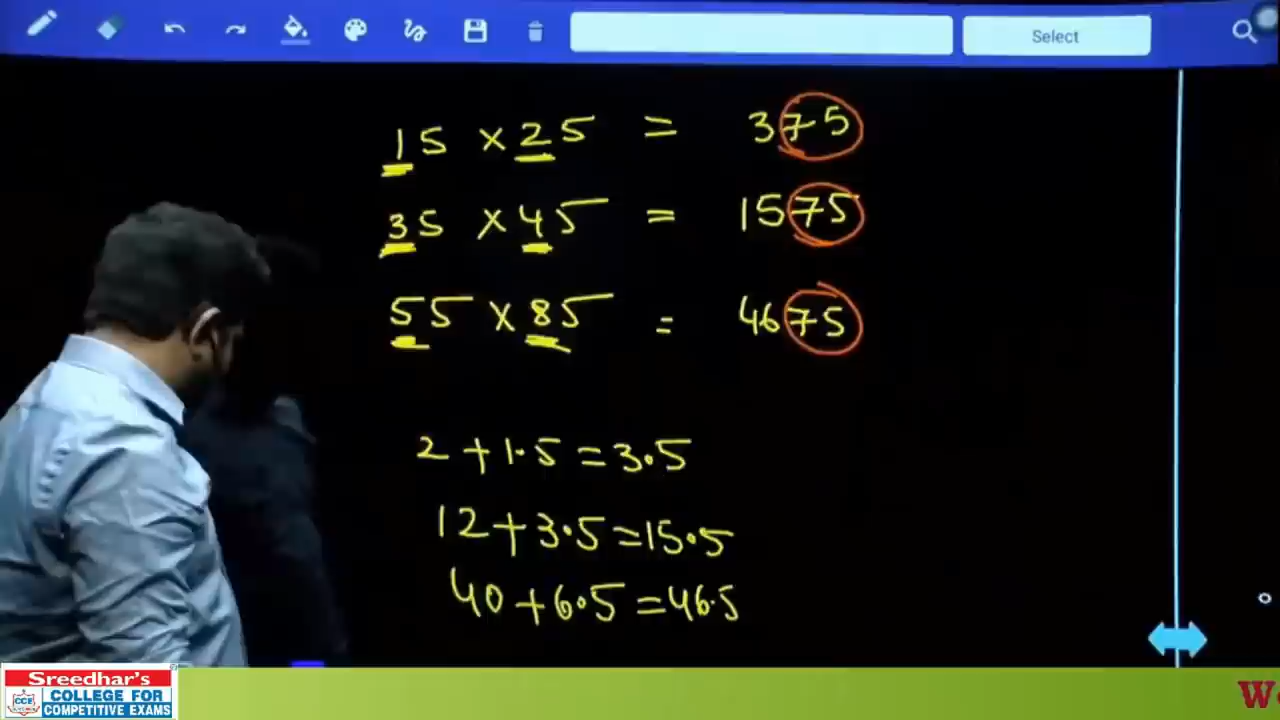 Select
15 × 25 = 375
35 × 45 = 1575
55 × 85 = 4675
2 + 1.5 = 3.5
12 + 3.5 = 15.5
40 + 6.5 = 46.5
Sreedhar's
CCE
COLLEGE FOR
COMPETITIVE EXAMS